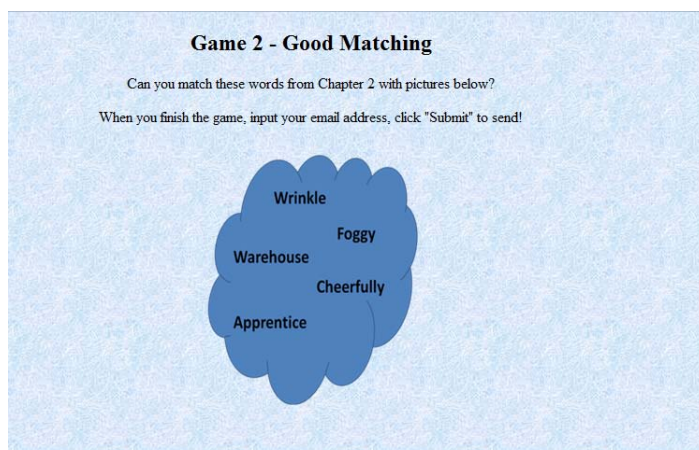 Game 2 - Good Matching
Can you match these words from Chapter 2 with pictures below?
When you finish the game, input your email address, click "Submit" to send!
Wrinkle
Foggy
Warehouse
Cheerfully
Apprentice